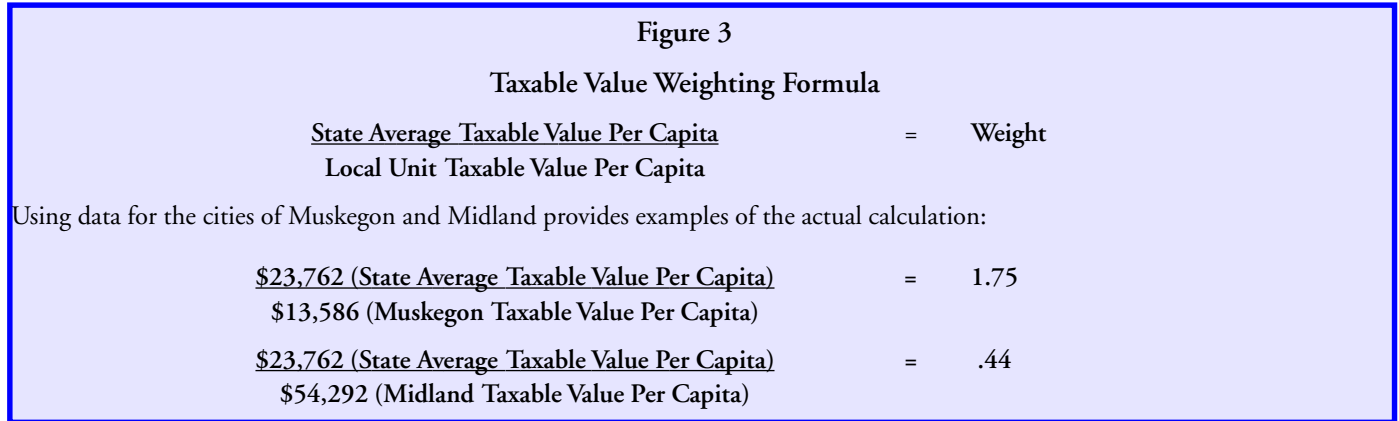 Figure 3
Taxable Value Weighting Formula
State Average Taxable Value Per Capita = Weight
Local Unit Taxable Value Per Capita
Using data for the cities of Muskegon and Midland provides examples of the actual calculation:
$23,762 (State Average Taxable Value Per Capita) = 1.75
$13,586 (Muskegon Taxable Value Per Capita)
$23,762 (State Average Taxable Value Per Capita) = .44
$54,292 (Midland Taxable Value Per Capita)